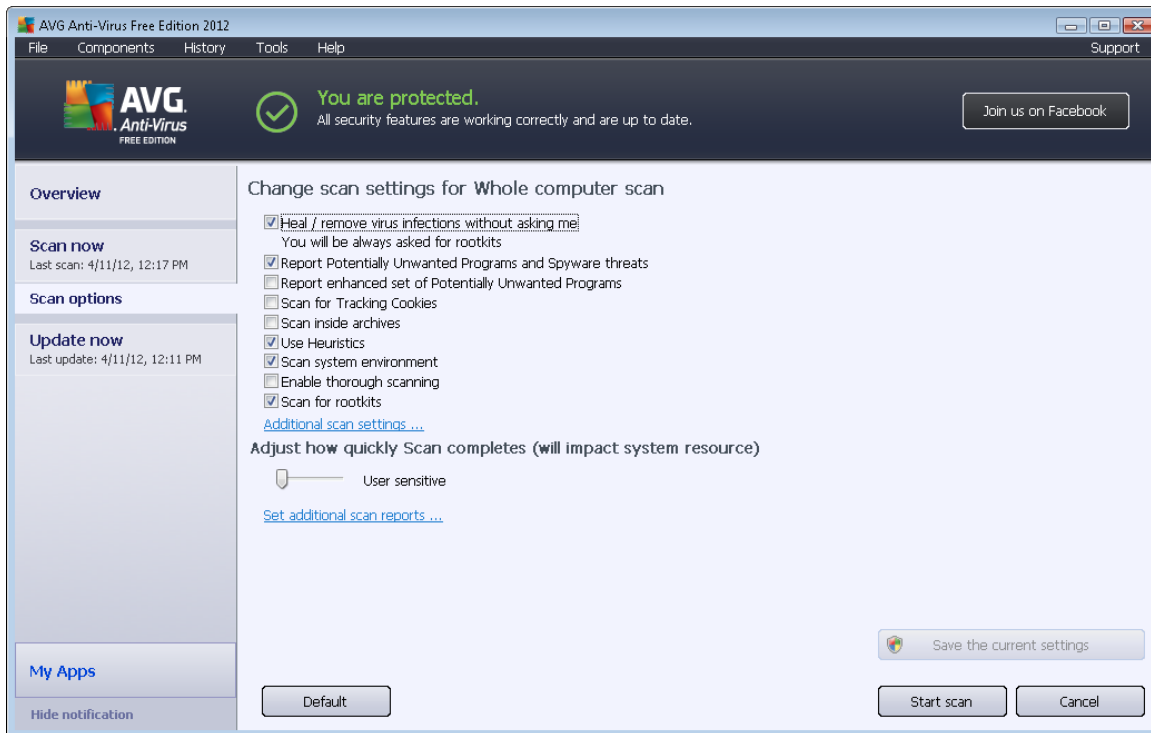 AVG Anti-Virus Free Edition 2012
File Components History Tools Help Support
AVG.
Anti-Virus
FREE EDITION
You are protected.
All security features are working correctly and are up to date.
Join us on Facebook
Overview
Scan now
Last scan: 4/11/12, 12:17 PM
Scan options
Update now
Last update: 4/11/12, 12:11 PM
My Apps
Hide notification
Change scan settings for Whole computer scan
Heal / remove virus infections without asking me
You will be always asked for rootkits
Report Potentially Unwanted Programs and Spyware threats
Report enhanced set of Potentially Unwanted Programs
Scan for Tracking Cookies
Scan inside archives
Use Heuristics
Scan system environment
Enable thorough scanning
Scan for rootkits
Additional scan settings ...
Adjust how quickly Scan completes (will impact system resource)
User sensitive
Set additional scan reports ...
Save the current settings
Default
Start scan
Cancel